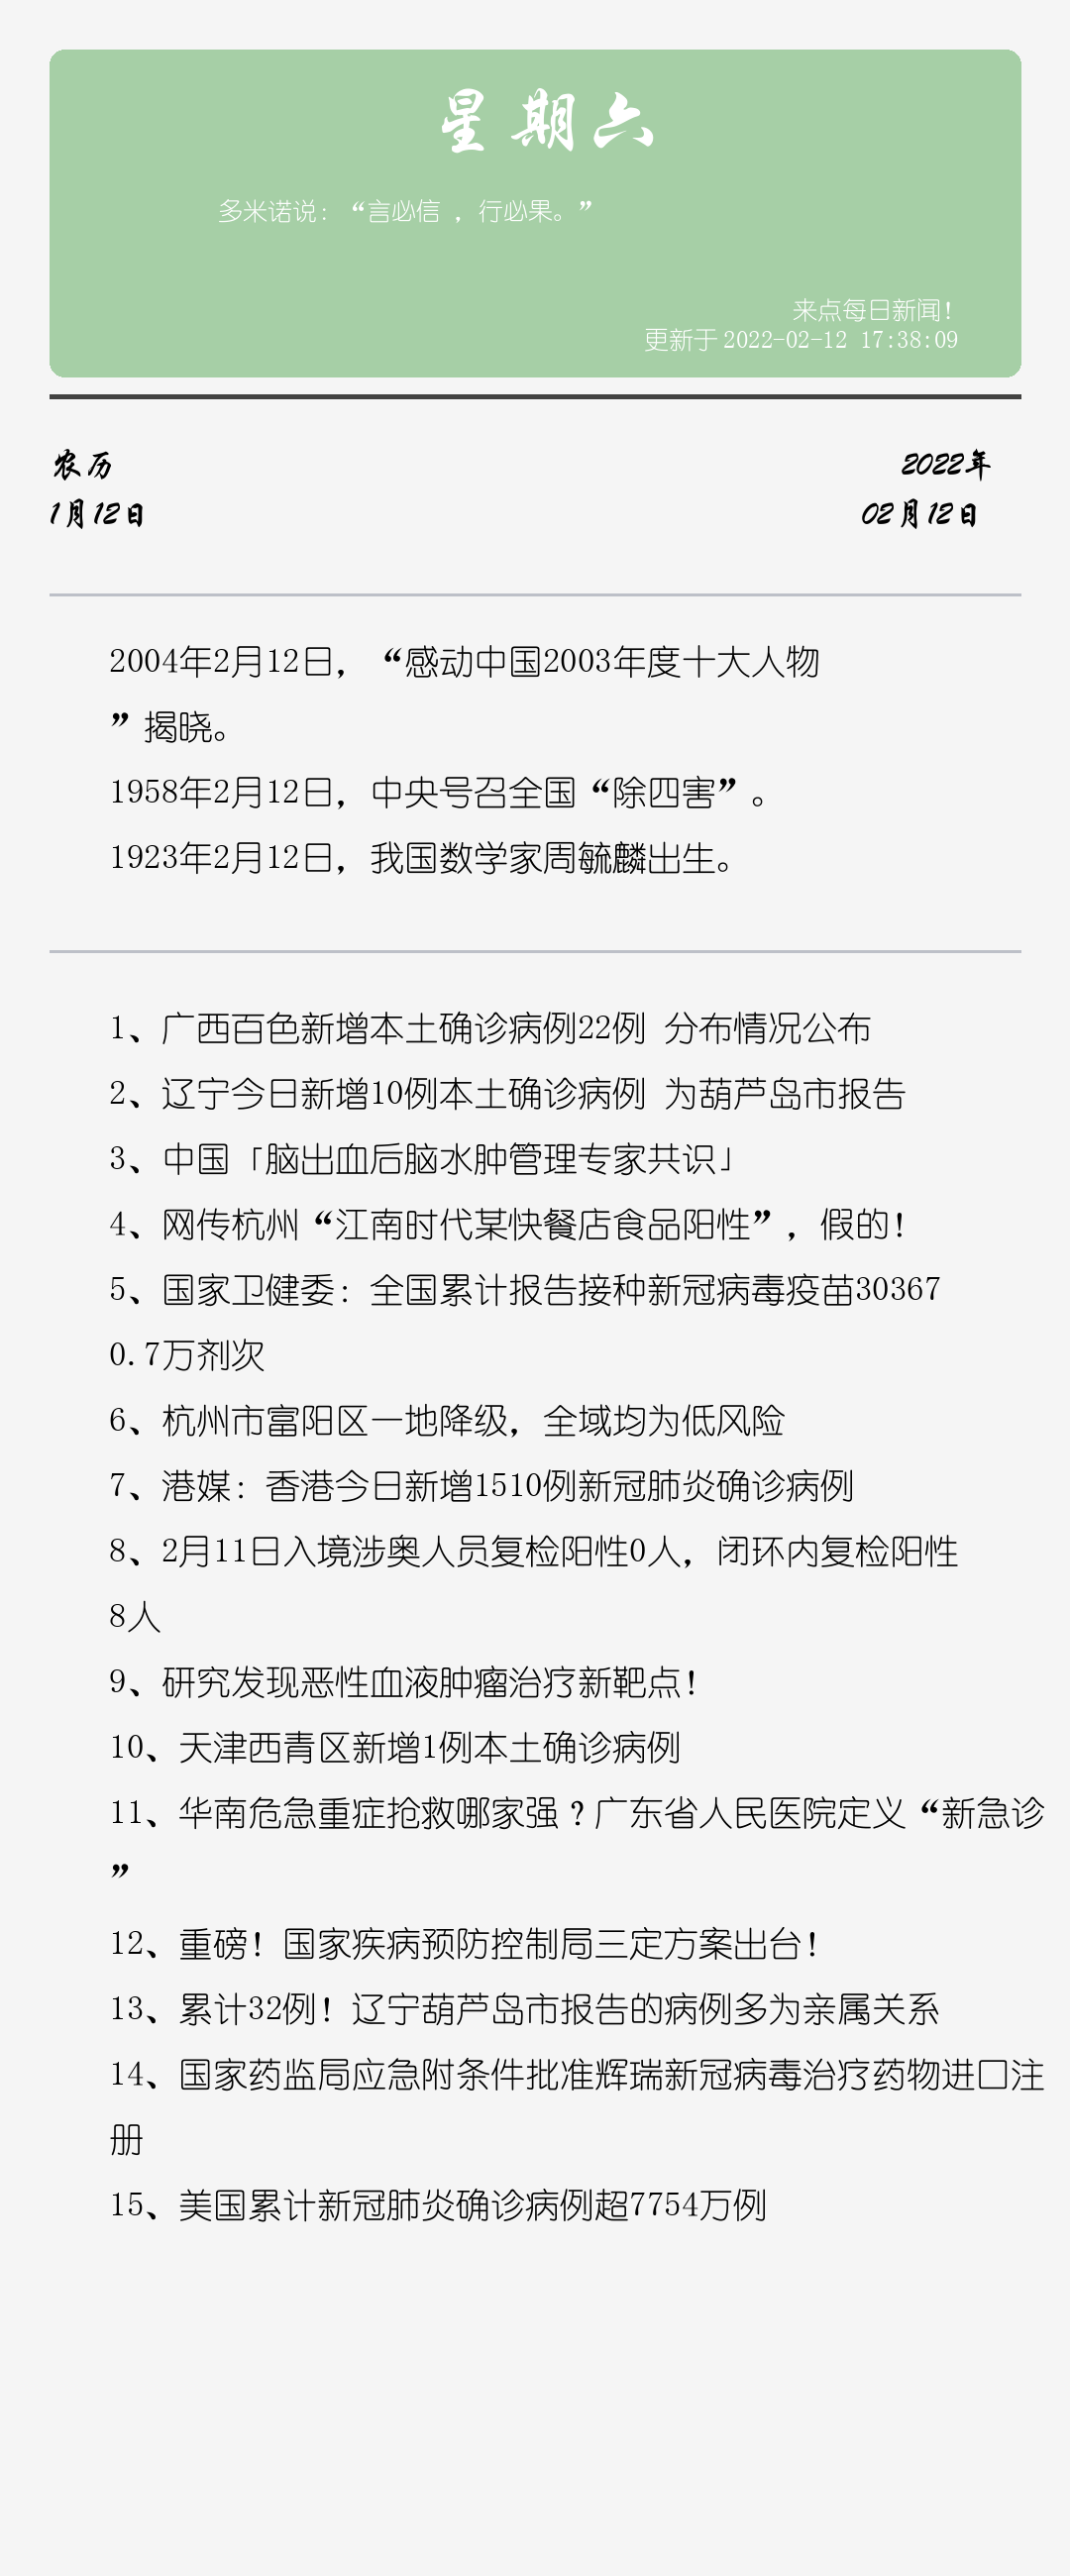 星期六
多米诺说：“言必信 ，行必果。”
来点每日新闻！
更新于 2022-02-12 17:38:09
农历
2022年
1月12日
02月12日
2004年2月12日，“感动中国2003年度十大人物
”揭晓。
1958年2月12日，中央号召全国“除四害”。
1923年2月12日，我国数学家周毓麟出生。
1、广西百色新增本土确诊病例22例 分布情况公布
2、辽宁今日新增10例本土确诊病例 为葫芦岛市报告
3、中国「脑出血后脑水肿管理专家共识」
4、网传杭州“江南时代某快餐店食品阳性”，假的！
5、国家卫健委：全国累计报告接种新冠病毒疫苗30367
0.7万剂次
6、杭州市富阳区一地降级，全域均为低风险
7、港媒：香港今日新增1510例新冠肺炎确诊病例
8、2月11日入境涉奥人员复检阳性0人，闭环内复检阳性
8人
9、研究发现恶性血液肿瘤治疗新靶点！
10、天津西青区新增1例本土确诊病例
11、华南危急重症抢救哪家强？广东省人民医院定义“新急诊
”
12、重磅！国家疾病预防控制局三定方案出台！
13、累计32例！辽宁葫芦岛市报告的病例多为亲属关系
14、国家药监局应急附条件批准辉瑞新冠病毒治疗药物进口注
册
15、美国累计新冠肺炎确诊病例超7754万例